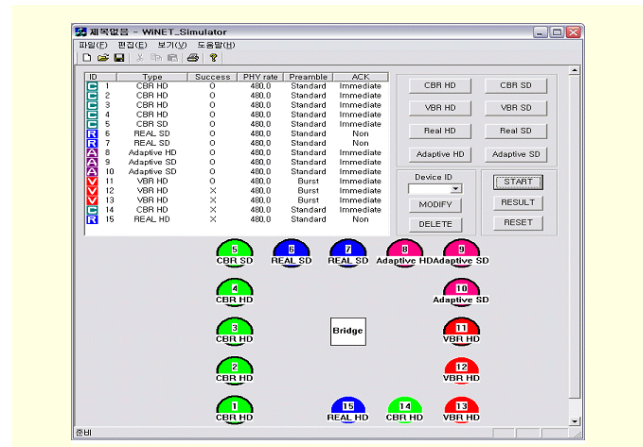 제목없음 - WiNET_Simulator
파일(F) 편집(E) 보기(V) 도움말(H)
ID Type Success PHY rate Preamble ACK
C 1 CBR HD O 480,0 Standard Immediate
C 2 CBR HD O 480,0 Standard Immediate
C 3 CBR HD O 480,0 Standard Immediate
C 4 CBR HD O 480,0 Standard Immediate
C 5 CBR SD O 480,0 Standard Immediate
R 6 REAL SD O 480,0 Standard Non
R 7 REAL SD O 480,0 Standard Non
A 8 Adaptive HD O 480,0 Standard Immediate
A 9 Adaptive SD O 480,0 Standard Immediate
A 10 Adaptive SD O 480,0 Standard Immediate
V 11 VBR HD O 480,0 Burst Immediate
V 12 VBR HD X 480,0 Burst Immediate
V 13 VBR HD X 480,0 Burst Immediate
C 14 CBR HD X 480,0 Standard Immediate
R 15 REAL HD X 480,0 Standard Non
CBR HD CBR SD
VBR HD VBR SD
Real HD Real SD
Adaptive HD Adaptive SD
Device ID
MODIFY
DELETE
START
RESULT
RESET
5 6 7 8 9
CBR SD REAL SD REAL SD Adaptive HD Adaptive SD
4 10
CBR HD Adaptive SD
3 Bridge 11
CBR HD VBR HD
2 12
CBR HD VBR HD
1 15 14 13
CBR HD REAL HD CBR HD VBR HD
준비